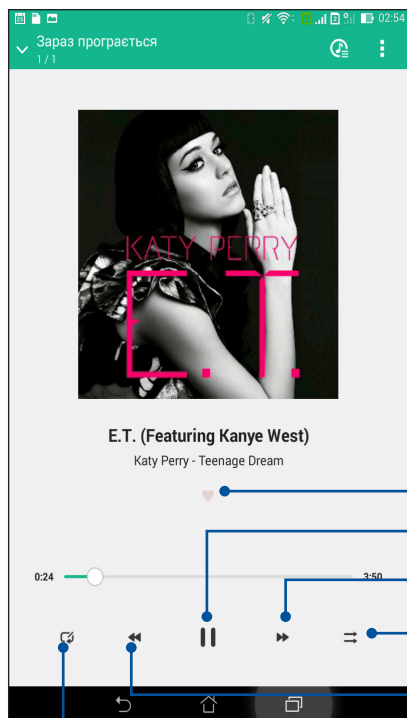 02:54
Зараз програється
1 / 1
KATY PERRY
E.T.
E.T. (Featuring Kanye West)
Katy Perry - Teenage Dream
0:24
3:50